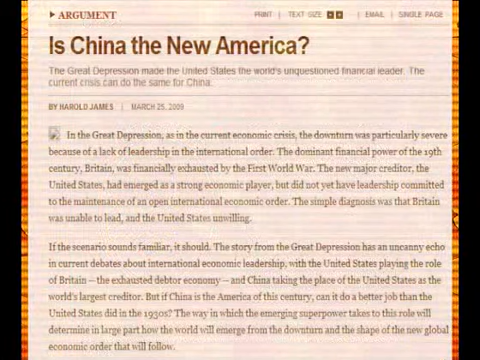 ARGUMENT PRINT | TEXT SIZE | EMAIL | SINGLE PAGE
Is China the New America?
The Great Depression made the United States the world's unquestioned financial leader. The
current crisis can do the same for China.
BY HAROLD JAMES | MARCH 25, 2009
In the Great Depression, as in the current economic crisis, the downturn was particularly severe
because of a lack of leadership in the international order. The dominant financial power of the 19th
century, Britain, was financially exhausted by the First World War. The new major creditor, the
United States, had emerged as a strong economic player, but did not yet have leadership committed
to the maintenance of an open international economic order. The simple diagnosis was that Britain
was unable to lead, and the United States unwilling.
If the scenario sounds familiar, it should. The story from the Great Depression has an uncanny echo
in current debates about international economic leadership, with the United States playing the role
of Britain -- the exhausted debtor economy -- and China taking the place of the United States as the
world's largest creditor. But if China is the America of this century, can it do a better job than the
United States did in the 1930s? The way in which the emerging superpower takes to this role will
determine in large part how the world will emerge from the downturn and the shape of the new global
economic order that will follow.